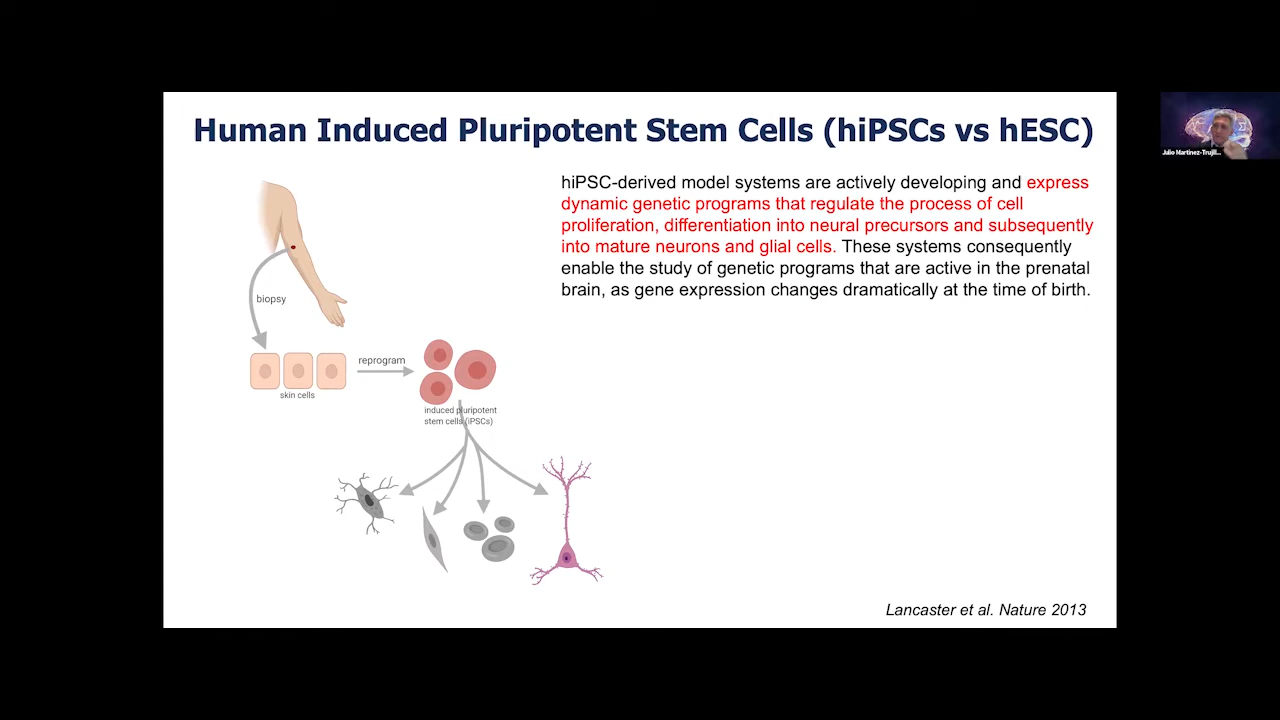 Human Induced Pluripotent Stem Cells (hiPSCs vs hESC)
hiPSC-derived model systems are actively developing and express
dynamic genetic programs that regulate the process of cell
proliferation, differentiation into neural precursors and subsequently
into mature neurons and glial cells. These systems consequently
enable the study of genetic programs that are active in the prenatal
brain, as gene expression changes dramatically at the time of birth.
biopsy
reprogram
skin cells
induced pluripotent
stem cells (iPSCs)
Lancaster et al. Nature 2013
Julio Martinez-Trujill...